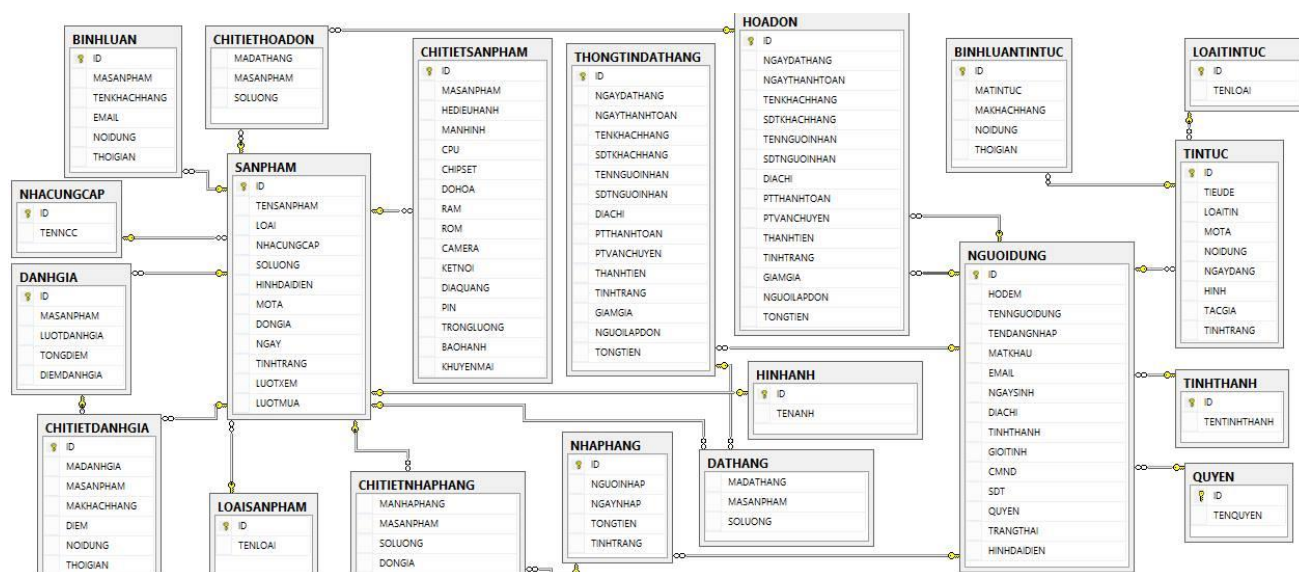 BINHLUAN
ID
MASANPHAM
TENKHACHHANG
EMAIL
NOIDUNG
THOIGIAN
CHITIETHOADON
MADATHANG
MASANPHAM
SOLUONG
CHITIETSANPHAM
ID
MASANPHAM
HEDIEUHANH
MANHINH
CPU
CHIPSET
DOHOA
RAM
ROM
CAMERA
KETNOI
DIAQUANG
PIN
TRONGLUONG
BAOHANH
KHUYENMAI
THONGTINDATHANG
ID
NGAYDATHANG
NGAYTHANHTOAN
TENKHACHHANG
SDTKHACHHANG
TENNGUOINHAN
SDTNGUOINHAN
DIACHI
PTTHANHTOAN
PTVANCHUYEN
THANHTIEN
TINHTRANG
GIAMGIA
NGUOILAPDON
TONGTIEN
HOADON
ID
NGAYDATHANG
NGAYTHANHTOAN
TENKHACHHANG
SDTKHACHHANG
TENNGUOINHAN
SDTNGUOINHAN
DIACHI
PTTHANHTOAN
PTVANCHUYEN
THANHTIEN
TINHTRANG
GIAMGIA
NGUOILAPDON
TONGTIEN
BINHLUANTINTUC
ID
MATINTUC
MAKHACHHANG
NOIDUNG
THOIGIAN
LOAITINTUC
ID
TENLOAI
NHACUNGCAP
ID
TENNCC
SANPHAM
ID
TENSANPHAM
LOAI
NHACUNGCAP
SOLUONG
HINHDAIDIEN
MOTA
DONGIA
NGAY
TINHTRANG
LUOTXEM
LUOTMUA
TINTUC
ID
TIEUDE
LOAITIN
MOTA
NOIDUNG
NGAYDANG
HINH
TACGIA
TINHTRANG
DANHGIA
ID
MASANPHAM
LUOTDANHGIA
TONGDIEM
DIEMDANHGIA
NGUOIDUNG
ID
HODEM
TENNGUOIDUNG
TENDANGNHAP
MATKHAU
EMAIL
NGAYSINH
DIACHI
TINHTHANH
GIOITINH
CMND
SDT
QUYEN
TRANGTHAI
HINHDAIDIEN
HINHANH
ID
TENANH
TINHTHANH
ID
TENTINHTHANH
CHITIETDANHGIA
ID
MADANHGIA
MASANPHAM
MAKHACHHANG
DIEM
NOIDUNG
THOIGIAN
LOAISANPHAM
ID
TENLOAI
CHITIETNHAPHANG
MANHAPHANG
MASANPHAM
SOLUONG
DONGIA
NHAPHANG
ID
NGUOINHAP
NGAYNHAP
TONGTIEN
TINHTRANG
DATHANG
MADATHANG
MASANPHAM
SOLUONG
QUYEN
ID
TENQUYEN